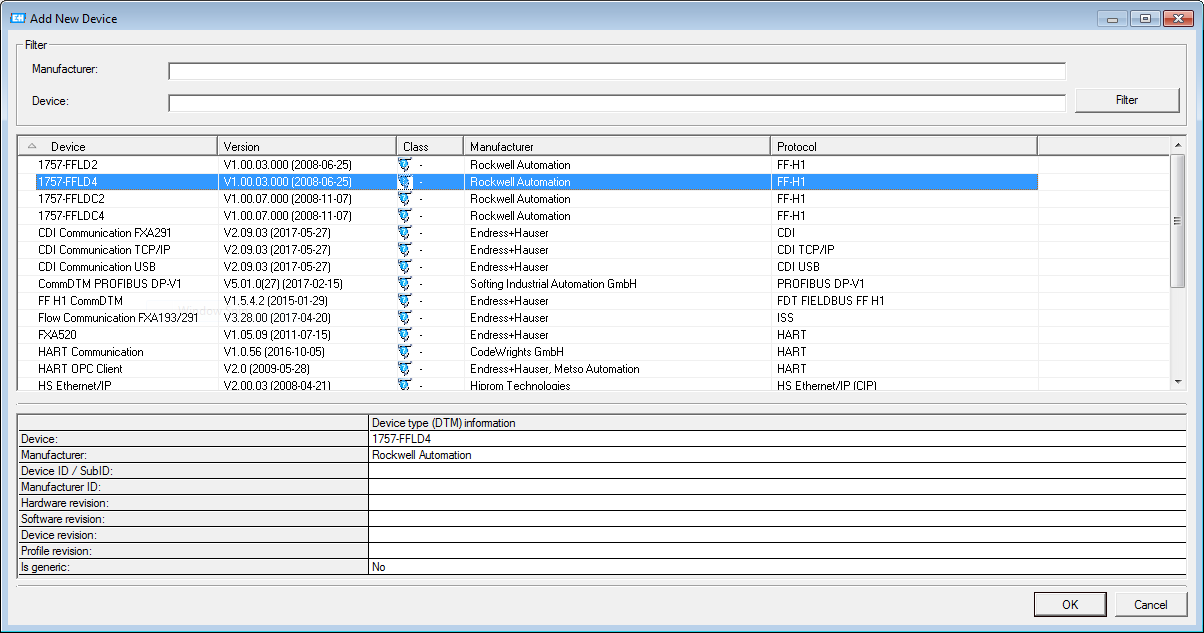 E+H Add New Device
Filter
Manufacturer:
Device:
Filter
Device Version Class Manufacturer Protocol
1757-FFLD2 V1.00.03.000 (2008-06-25) - Rockwell Automation FF-H1
1757-FFLD4 V1.00.03.000 (2008-06-25) - Rockwell Automation FF-H1
1757-FFLDC2 V1.00.07.000 (2008-11-07) - Rockwell Automation FF-H1
1757-FFLDC4 V1.00.07.000 (2008-11-07) - Rockwell Automation FF-H1
CDI Communication FXA291 V2.09.03 (2017-05-27) - Endress+Hauser CDI
CDI Communication TCP/IP V2.09.03 (2017-05-27) - Endress+Hauser CDI TCP/IP
CDI Communication USB V2.09.03 (2017-05-27) - Endress+Hauser CDI USB
CommDTM PROFIBUS DP-V1 V5.01.0(27) (2017-02-15) - Softing Industrial Automation GmbH PROFIBUS DP-V1
FF H1 CommDTM V1.5.4.2 (2015-01-29) - Endress+Hauser FDT FIELDBUS FF H1
Flow Communication FXA193/291 V3.28.00 (2017-04-20) - Endress+Hauser ISS
FXA520 V1.05.09 (2011-07-15) - Endress+Hauser HART
HART Communication V1.0.56 (2016-10-05) - CodeWrights GmbH HART
HART OPC Client V2.0 (2009-05-28) - Endress+Hauser, Metso Automation HART
HS Ethernet/IP V2.00.03 (2008-04-21) - Hiprom Technologies HS Ethernet/IP (CIP)
Device type (DTM) information
Device: 1757-FFLD4
Manufacturer: Rockwell Automation
Device ID / SubID:
Manufacturer ID:
Hardware revision:
Software revision:
Device revision:
Profile revision:
Is generic: No
OK Cancel